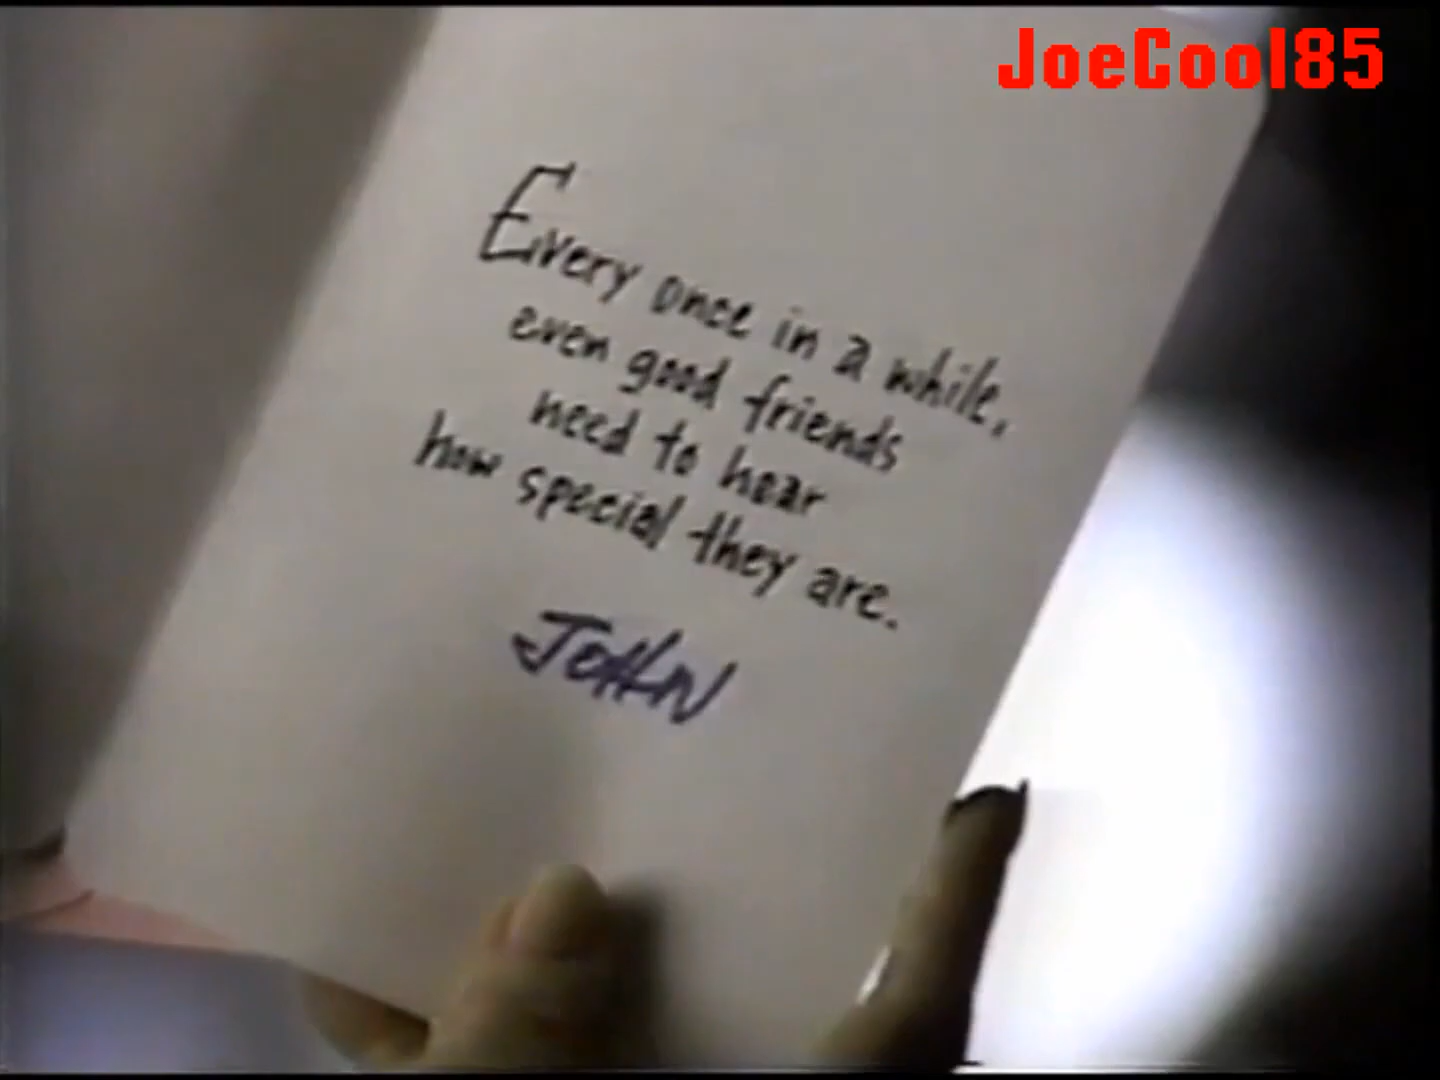 JoeCool85
Every once in a while,
even good friends
need to hear
how special they are.
JOHN